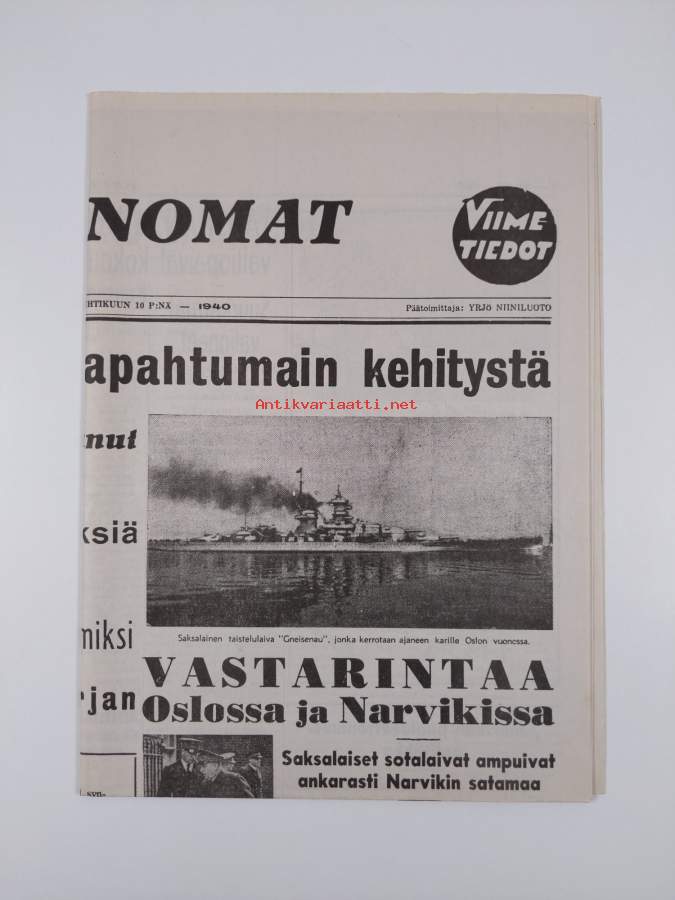 NOMAT
VIIME
TIEDOT
HTIKUUN 10 P:NÄ — 1940
Päätoimittaja: YRJÖ NIINILUOTO
apahtumain kehitystä
Antikvariaatti.net
nut
ksiä
Saksalainen taistelulaiva "Gneisenau", jonka kerrotaan ajaneen karille Oslon vuonossa.
miksi
VASTARINTAA
rjan
Oslossa ja Narvikissa
Saksalaiset sotalaivat ampuivat
ankarasti Narvikin satamaa
syn-